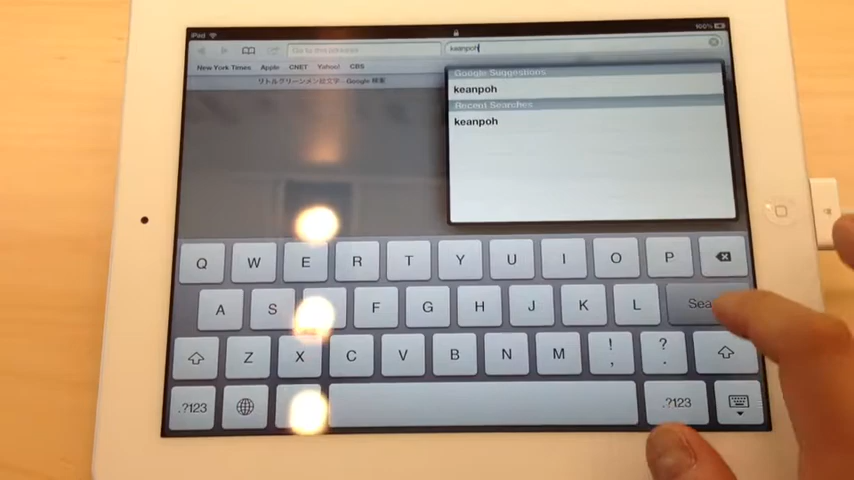 iPad 100%
Go to this address keanpoh
New York Times Apple CNET Yahoo! CBS
Google Suggestions
リトルグリーンメン絵文字 - Google 検索
keanpoh
Recent Searches
keanpoh
Q W E R T Y U I O P
A S F G H J K L Sea
Z X C V B N M ! , ? .
.?123 .?123